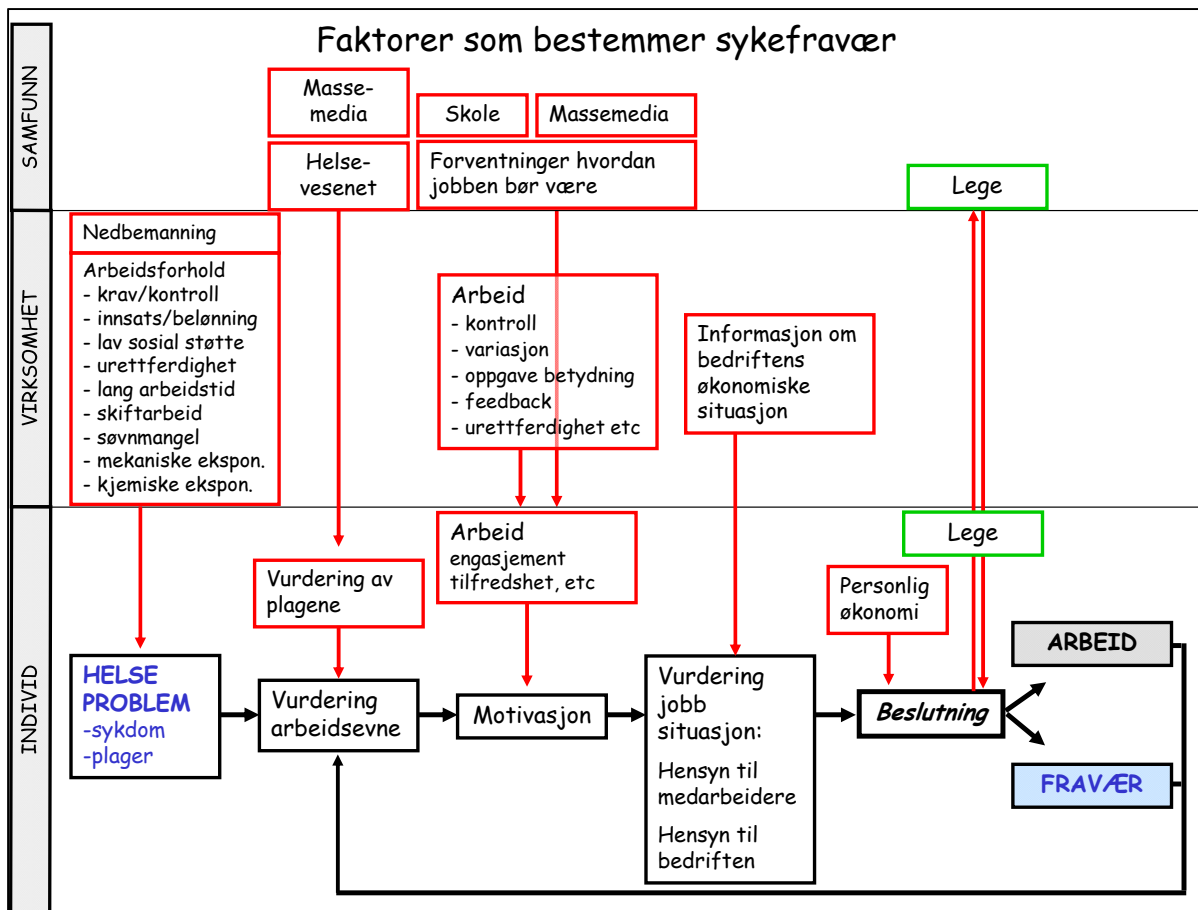 Faktorer som bestemmer sykefravær
SAMFUNN
Masse-
media
Helse-
vesenet
Skole
Massemedia
Forventninger hvordan
jobben bør være
Lege
VIRKSOMHET
Nedbemanning
Arbeidsforhold
- krav/kontroll
- innsats/belønning
- lav sosial støtte
- urettferdighet
- lang arbeidstid
- skiftarbeid
- søvnmangel
- mekaniske ekspon.
- kjemiske ekspon.
Arbeid
- kontroll
- variasjon
- oppgave betydning
- feedback
- urettferdighet etc
Informasjon om
bedriftens
økonomiske
situasjon
INDIVID
Vurdering av
plagene
Arbeid
engasjement
tilfredshet, etc
Personlig
økonomi
Lege
HELSE
PROBLEM
-sykdom
-plager
Vurdering
arbeidsevne
Motivasjon
Vurdering
jobb
situasjon:
Hensyn til
medarbeidere
Hensyn til
bedriften
Beslutning
ARBEID
FRAVÆR